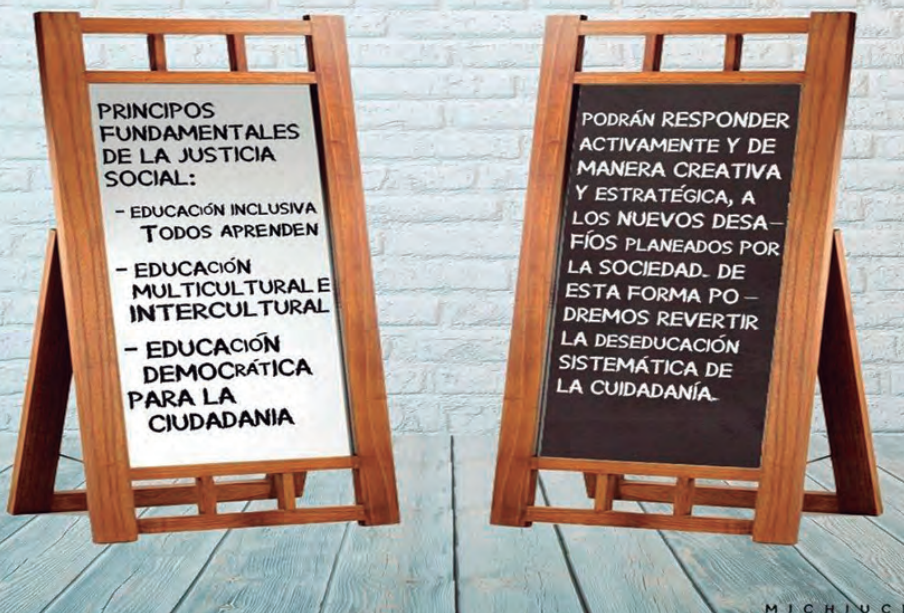 PRINCIPOS
FUNDAMENTALES
DE LA JUSTICIA
SOCIAL:
- EDUCACIÓN INCLUSIVA
TODOS APRENDEN
- EDUCACIÓN
MULTICULTURAL E
INTERCULTURAL
- EDUCACIÓN
DEMOCRÁTICA
PARA LA
CIUDADANIA
PODRÁN RESPONDER
ACTIVAMENTE Y DE
MANERA CREATIVA
Y ESTRATÉGICA, A
LOS NUEVOS DESA-
FÍOS PLANEADOS POR
LA SOCIEDAD. DE
ESTA FORMA PO-
DREMOS REVERTIR
LA DESEDUCACIÓN
SISTEMÁTICA DE
LA CUIDADANÍA.
MICHIUC